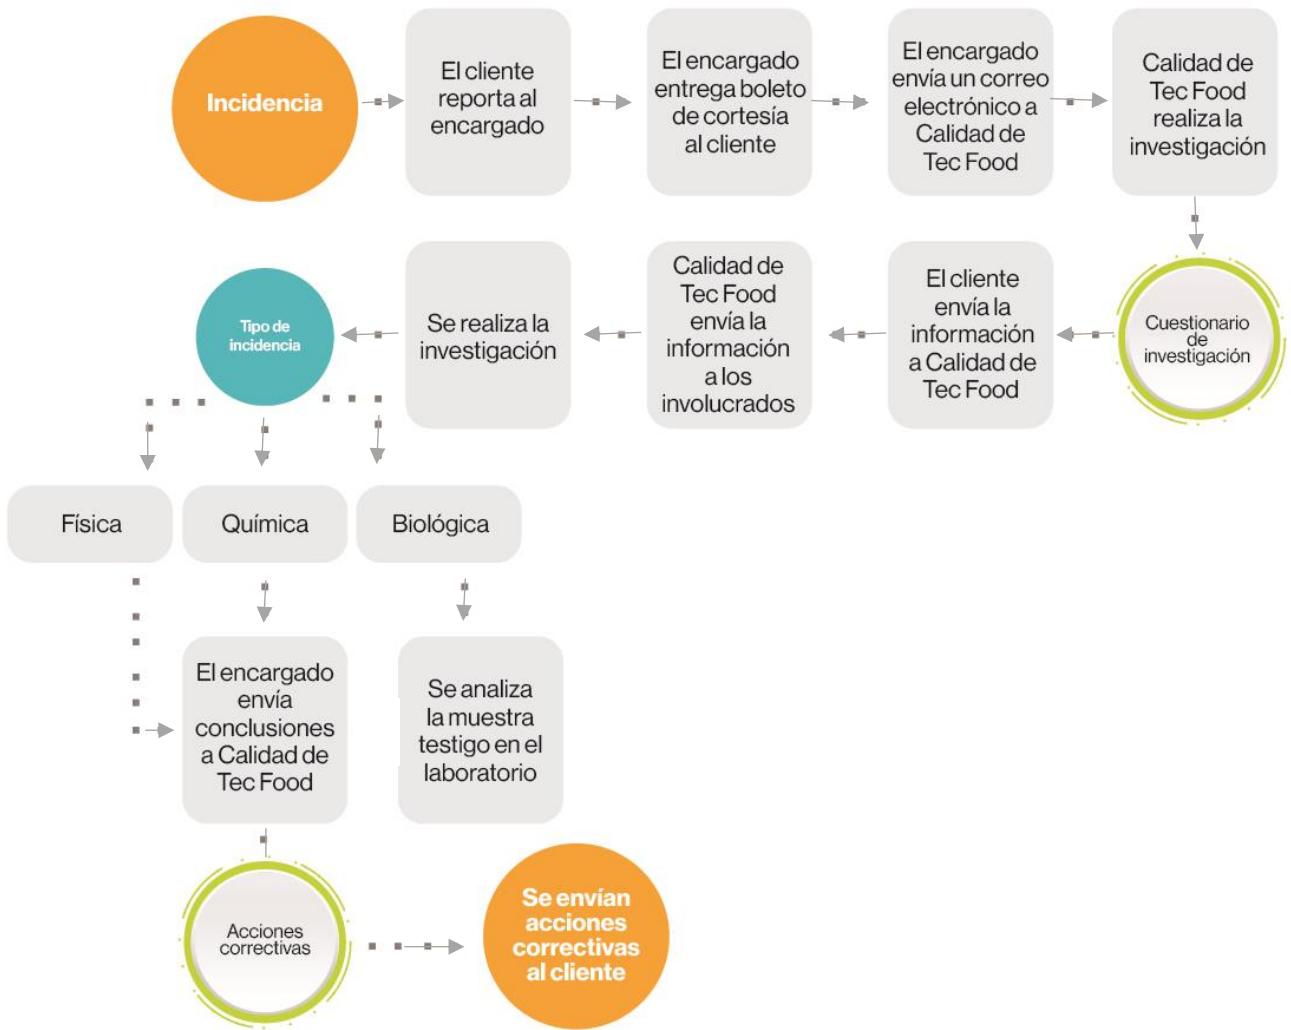 Incidencia
El cliente
reporta al
encargado
El encargado
entrega boleto
de cortesía
al cliente
El encargado
envía un correo
electrónico a
Calidad de
Tec Food
Calidad de
Tec Food
realiza la
investigación
Cuestionario
de
investigación
El cliente
envía la
información
a Calidad de
Tec Food
Calidad de
Tec Food
envía la
información
a los
involucrados
Se realiza la
investigación
Tipo de
incidencia
Física
Química
Biológica
El encargado
envía
conclusiones
a Calidad de
Tec Food
Se analiza
la muestra
testigo en el
laboratorio
Acciones
correctivas
Se envían
acciones
correctivas
al cliente